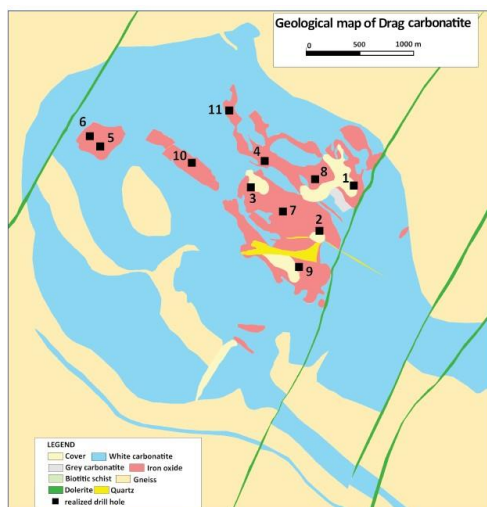 Geological map of Drag carbonatite
0 500 1000 m
11
6
5
10
4
8
1
3
7
2
9
LEGEND
Cover White carbonatite
Grey carbonatite Iron oxide
Biotitic schist Gneiss
Dolerite Quartz
realized drill hole